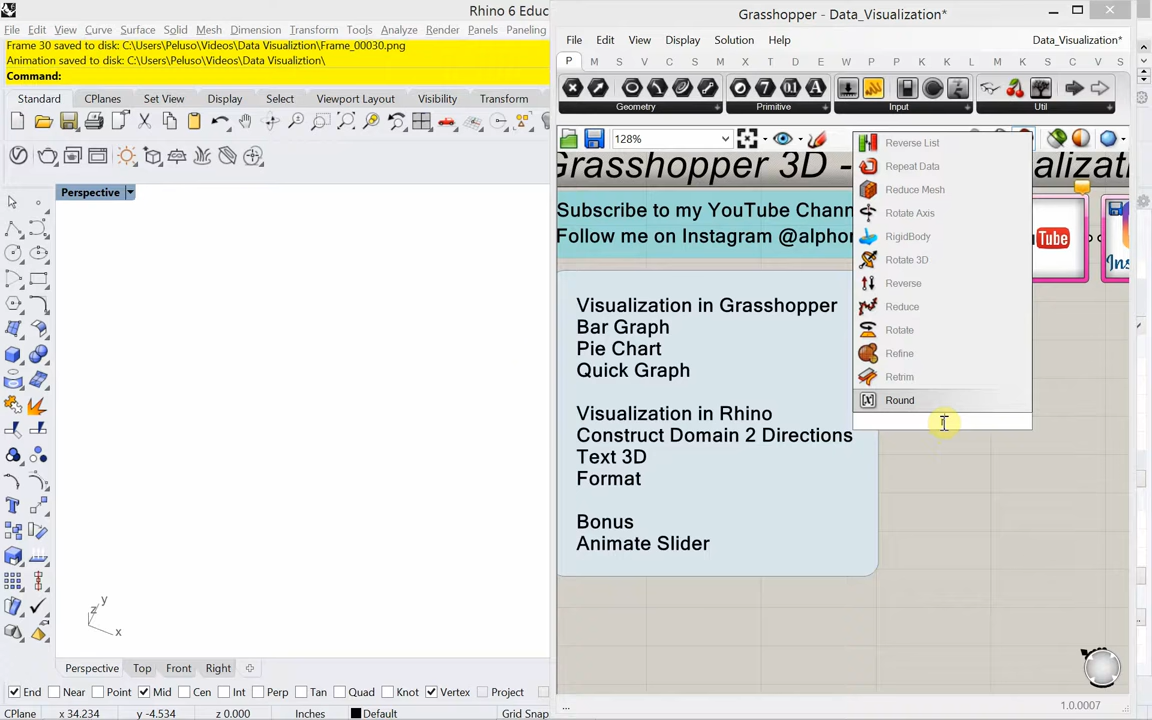 Rhino 6 Educ
File Edit View Curve Surface Solid Mesh Dimension Transform Tools Analyze Render Panels Paneling
Frame 30 saved to disk: C:\Users\Peluso\Videos\Data Visualiztion\Frame_00030.png
Animation saved to disk: C:\Users\Peluso\Videos\Data Visualiztion\
Command:
Standard CPlanes Set View Display Select Viewport Layout Visibility Transform
Perspective
z y x
Perspective Top Front Right
End Near Point Mid Cen Int Perp Tan Quad Knot Vertex Project
CPlane x 34.234 y -4.534 z 0.000 Inches Default Grid Snap
Grasshopper - Data_Visualization*
File Edit View Display Solution Help Data_Visualization*
P M S V C S M I T X D W L P K K L M C V S
Geometry Primitive Input Util
128%
Grasshopper 3D - alizati
Subscribe to my YouTube Chann
Follow me on Instagram @alphor
Tube
Ins
Visualization in Grasshopper
Bar Graph
Pie Chart
Quick Graph
Visualization in Rhino
Construct Domain 2 Directions
Text 3D
Format
Bonus
Animate Slider
Reverse List
Repeat Data
Reduce Mesh
Rotate Axis
RigidBody
Rotate 3D
Reverse
Reduce
Rotate
Refine
Retrim
Round
...
1.0.0007